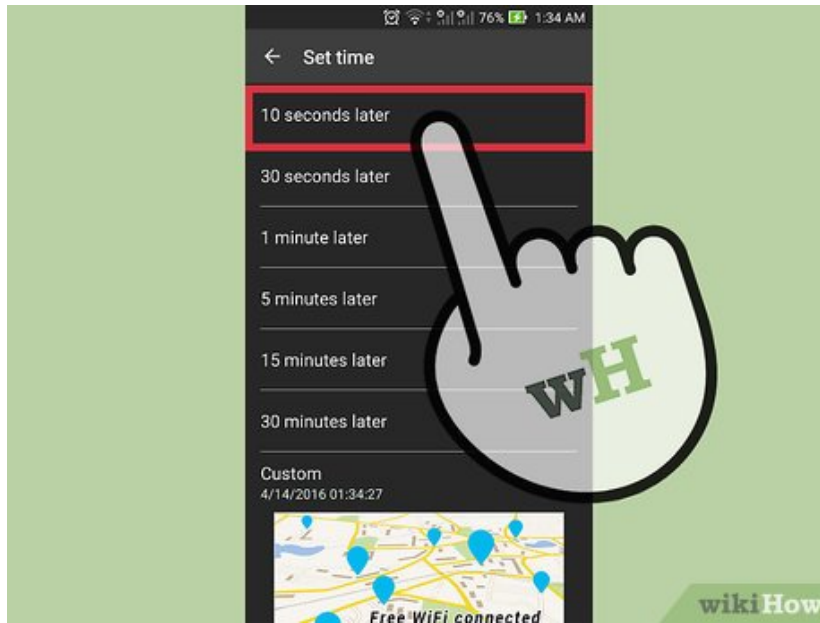 76% 1:34 AM
Set time
10 seconds later
30 seconds later
1 minute later
5 minutes later
15 minutes later
30 minutes later
Custom
4/14/2016 01:34:27
Free WiFi connected
wH
wikiHow